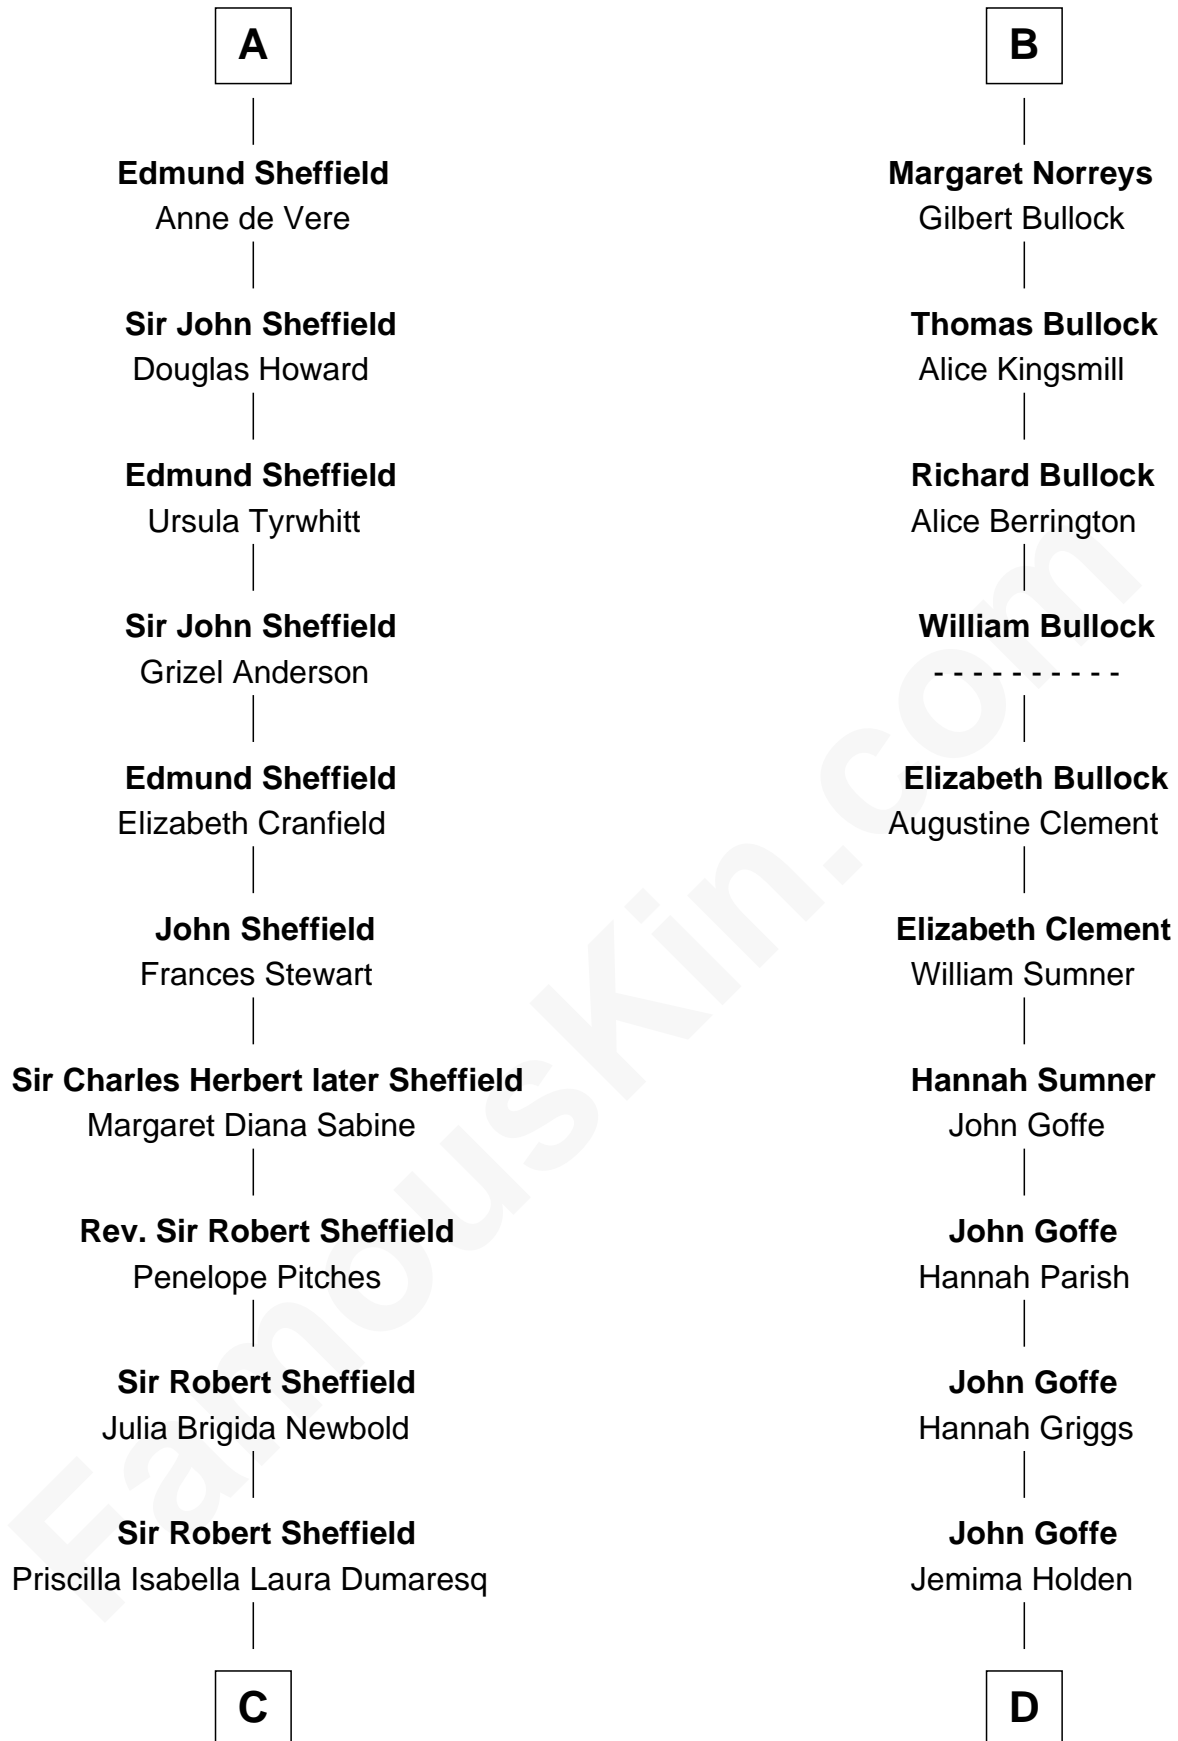 A
Edmund Sheffield
Anne de Vere
Sir John Sheffield
Douglas Howard
Edmund Sheffield
Ursula Tyrwhitt
Sir John Sheffield
Grizel Anderson
Edmund Sheffield
Elizabeth Cranfield
John Sheffield
Frances Stewart
Sir Charles Herbert later Sheffield
Margaret Diana Sabine
Rev. Sir Robert Sheffield
Penelope Pitches
Sir Robert Sheffield
Julia Brigida Newbold
Sir Robert Sheffield
Priscilla Isabella Laura Dumaresq
C
B
Margaret Norreys
Gilbert Bullock
Thomas Bullock
Alice Kingsmill
Richard Bullock
Alice Berrington
William Bullock
- - - - - - - - - -
Elizabeth Bullock
Augustine Clement
Elizabeth Clement
William Sumner
Hannah Sumner
John Goffe
John Goffe
Hannah Parish
John Goffe
Hannah Griggs
John Goffe
Jemima Holden
D
FamousKin.com